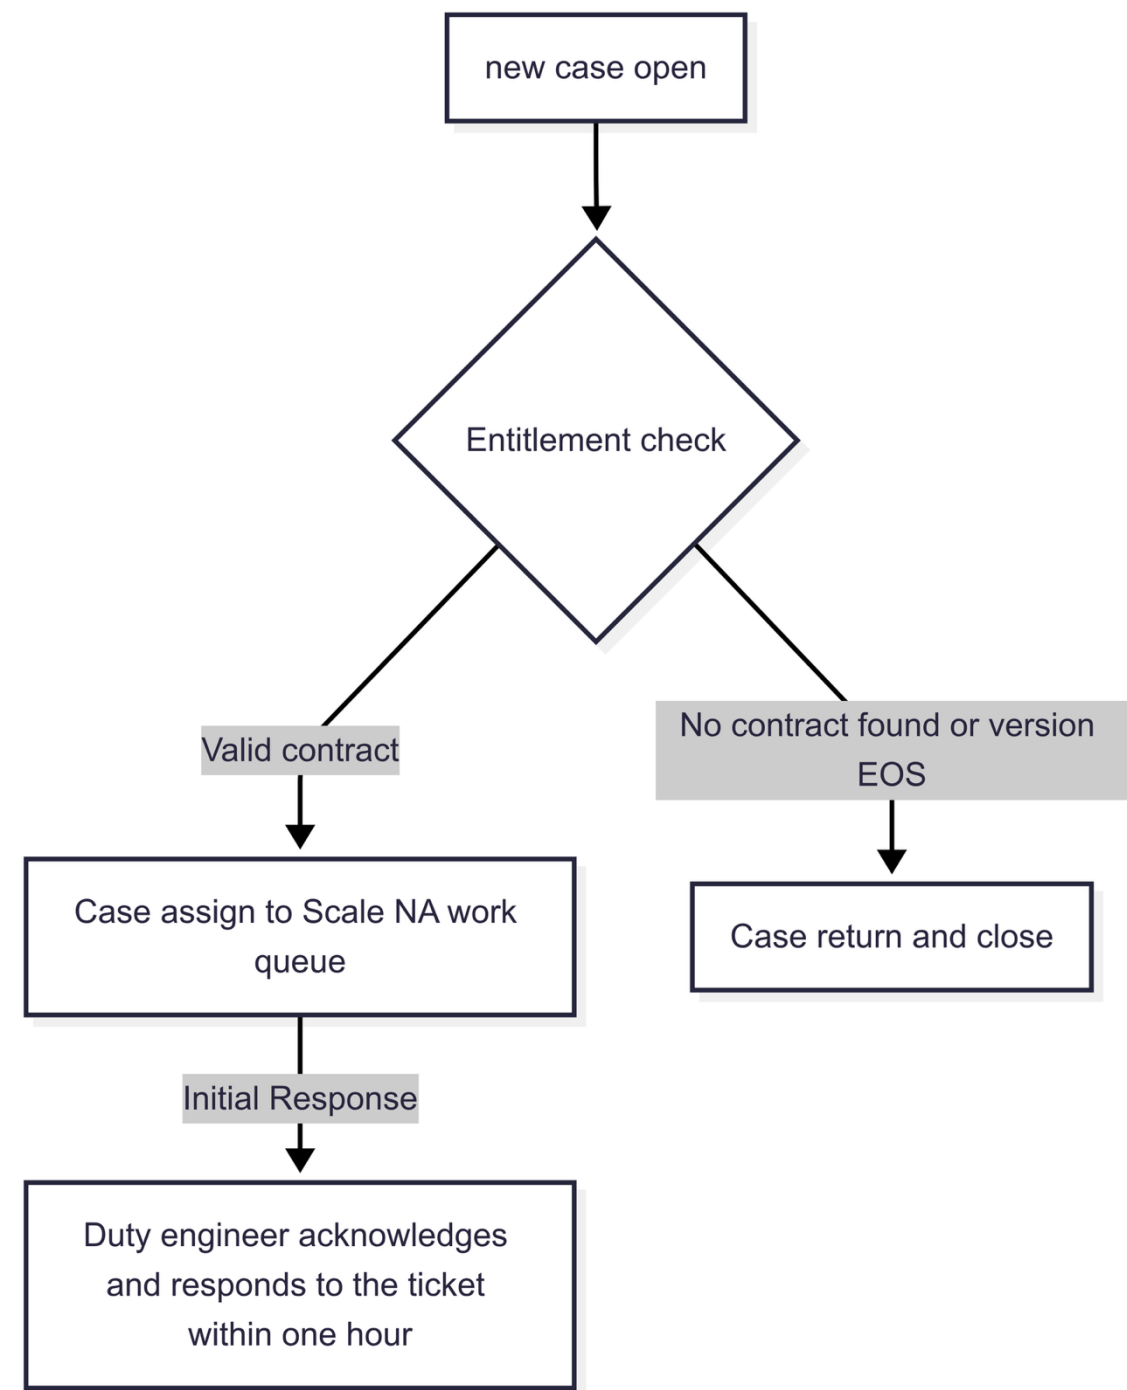 new case open
Entitlement check
Valid contract
No contract found or version
EOS
Case assign to Scale NA work
queue
Case return and close
Initial Response
Duty engineer acknowledges
and responds to the ticket
within one hour